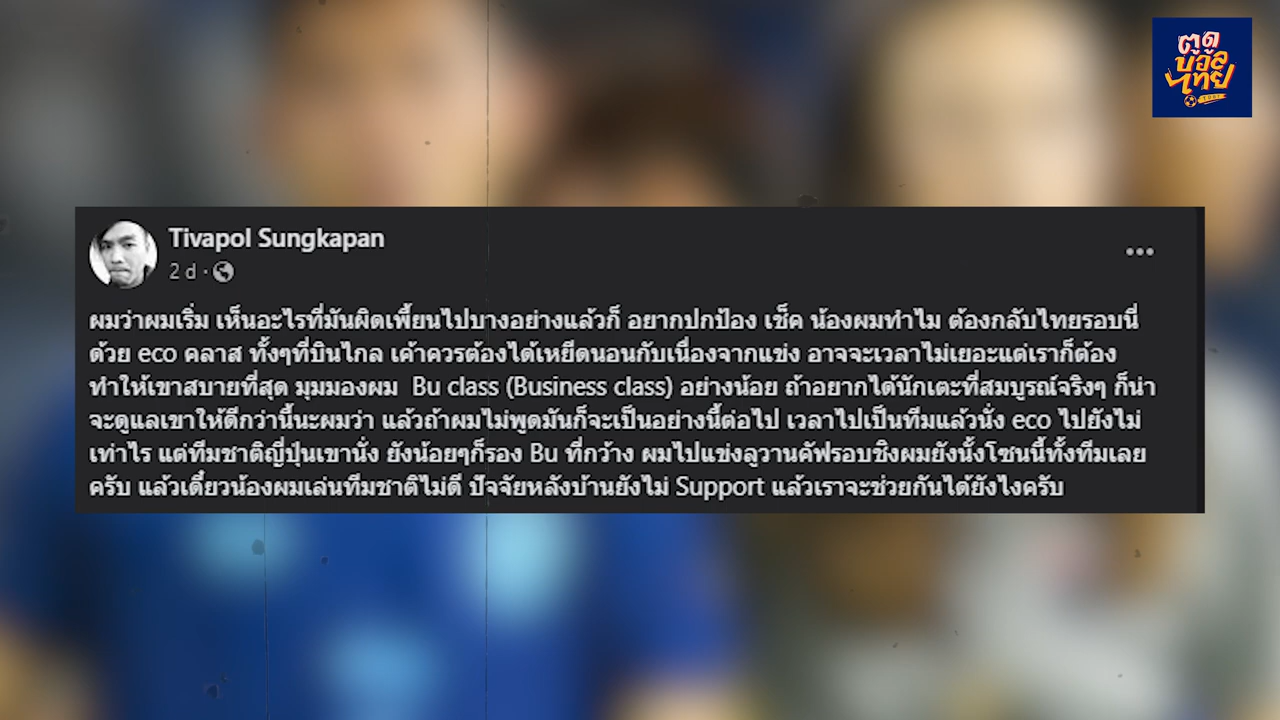 ตูดู
บอล
ไทย
Tivapol Sungkapan
2 d ·
ผมว่าผมเริ่ม เห็นอะไรที่มันผิดเพี้ยนไปบางอย่างแล้วก็ อยากปกป้อง เช็ค น้องผมทำไม ต้องกลับไทยรอบนี่
ด้วย eco คลาส ทั้งๆที่บินไกล เค้าควรต้องได้เหยีดนอนกับเนื่องจากแข่ง อาจจะเวลาไม่เยอะแต่เราก็ต้อง
ทำให้เขาสบายที่สุด มุมมองผม Bu class (Business class) อย่างน้อย ถ้าอยากได้นักเตะที่สมบูรณ์จริงๆ ก็น่า
จะดูแลเขาให้ดีกว่านี้นะผมว่า แล้วถ้าผมไม่พูดมันก็จะเป็นอย่างนี้ต่อไป เวลาไปเป็นทีมแล้วนั่ง eco ไปยังไม่
เท่าไร แต่ทีมชาติญี่ปุ่นเขานั่ง ยังน้อยๆก็รอง Bu ที่กว้าง ผมไปแข่งลูวานคัฟรอบชิงผมยังนั้งโซนนี้ทั้งทีมเลย
ครับ แล้วเดี๋ยวน้องผมเล่นทีมชาติไม่ดี ปัจจัยหลังบ้านยังไม่ Support แล้วเราจะช่วยกันได้ยังไงครับ